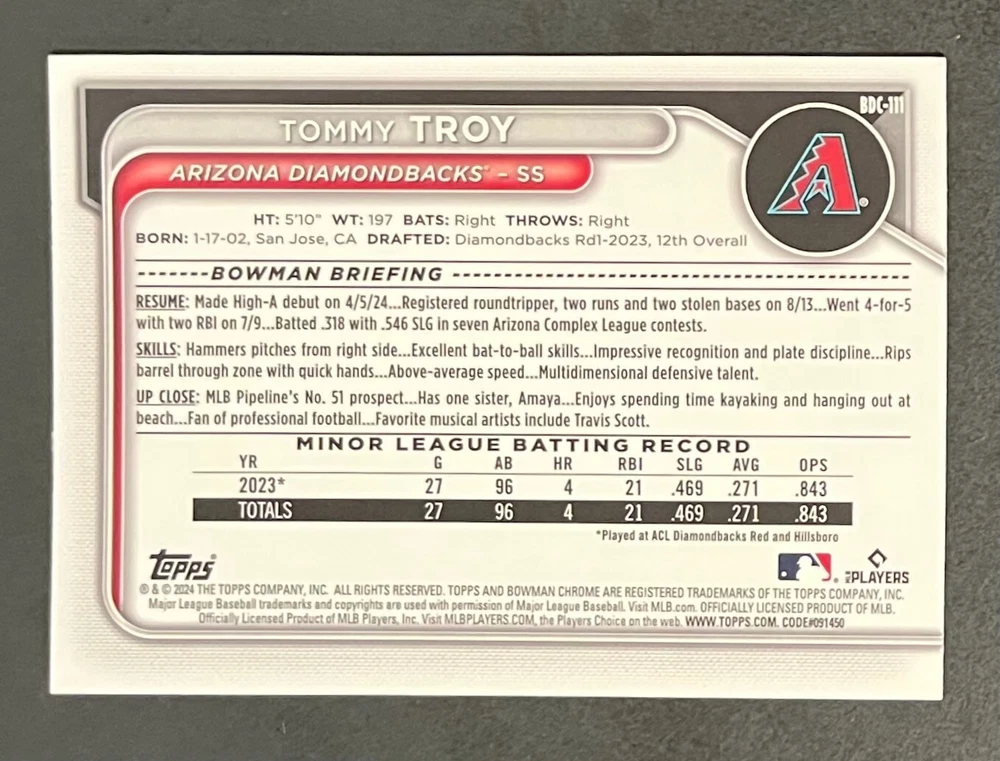 BDC-111
TOMMY TROY
ARIZONA DIAMONDBACKS™ – SS
HT: 5'10" WT: 197 BATS: Right THROWS: Right
BORN: 1-17-02, San Jose, CA DRAFTED: Diamondbacks Rd1-2023, 12th Overall
A®
-------BOWMAN BRIEFING -------
RESUME: Made High-A debut on 4/5/24...Registered roundtripper, two runs and two stolen bases on 8/13...Went 4-for-5
with two RBI on 7/9...Batted .318 with .546 SLG in seven Arizona Complex League contests.
SKILLS: Hammers pitches from right side...Excellent bat-to-ball skills...Impressive recognition and plate discipline...Rips
barrel through zone with quick hands...Above-average speed...Multidimensional defensive talent.
UP CLOSE: MLB Pipeline's No. 51 prospect...Has one sister, Amaya...Enjoys spending time kayaking and hanging out at
beach...Fan of professional football...Favorite musical artists include Travis Scott.
MINOR LEAGUE BATTING RECORD
YR G AB HR RBI SLG AVG OPS
2023* 27 96 4 21 .469 .271 .843
TOTALS 27 96 4 21 .469 .271 .843
*Played at ACL Diamondbacks Red and Hillsboro
Topps
PLAYERS
® & © 2024 THE TOPPS COMPANY, INC. ALL RIGHTS RESERVED. TOPPS AND BOWMAN CHROME ARE REGISTERED TRADEMARKS OF THE TOPPS COMPANY, INC.
Major League Baseball trademarks and copyrights are used with permission of Major League Baseball. Visit MLB.com. OFFICIALLY LICENSED PRODUCT OF MLB.
Officially Licensed Product of MLB Players, Inc. Visit MLBPLAYERS.COM, the Players Choice on the web. WWW.TOPPS.COM. CODE#091450